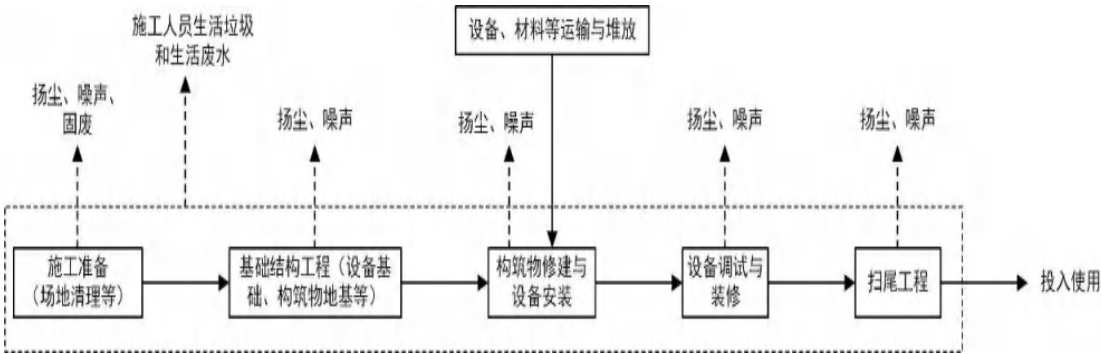 施工人员生活垃圾
和生活废水
设备、材料等运输与堆放
扬尘、噪声、
固废
扬尘、噪声
扬尘、噪声
扬尘、噪声
扬尘、噪声
施工准备
（场地清理等）
基础结构工程（设备基
础、构筑物地基等）
构筑物修建与
设备安装
设备调试与
装修
扫尾工程
投入使用